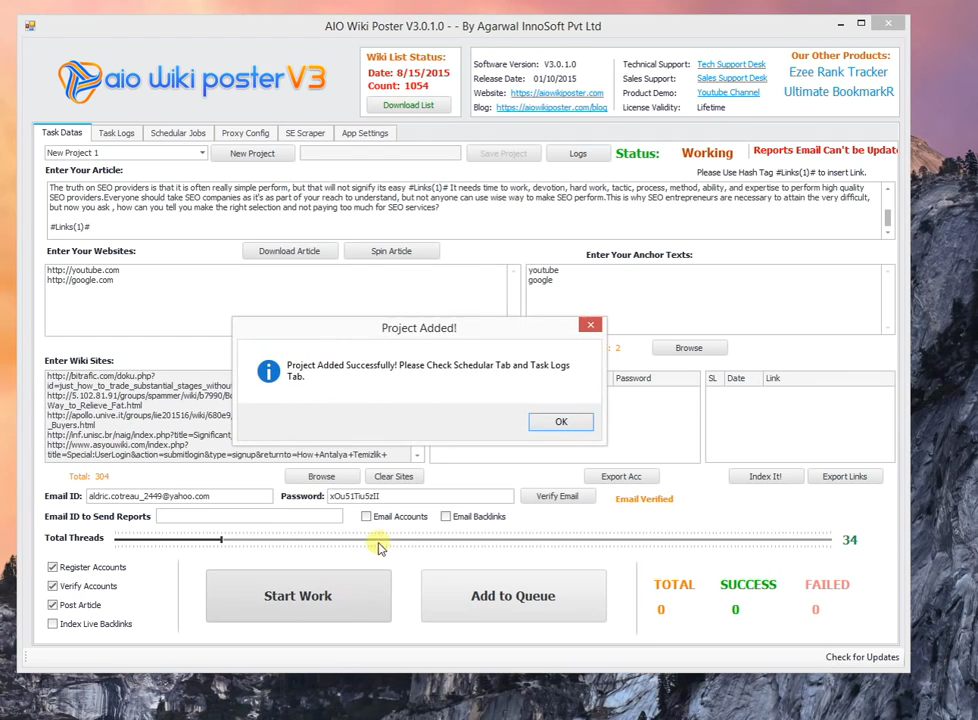 AIO Wiki Poster V3.0.1.0 - - By Agarwal InnoSoft Pvt Ltd
aio wiki poster V3
Wiki List Status:
Date: 8/15/2015
Count: 1054
Download List
Software Version: V3.0.1.0
Release Date: 01/10/2015
Website: https://aiowikiposter.com
Blog: https://aiowikiposter.com/blog
Technical Support: Tech Support Desk
Sales Support: Sales Support Desk
Product Demo: Youtube Channel
License Validity: Lifetime
Our Other Products:
Ezee Rank Tracker
Ultimate BookmarkR
Task Datas Task Logs Schedular Jobs Proxy Config SE Scraper App Settings
New Project 1 New Project Save Project Logs Status: Working Reports Email Can't be Update
Enter Your Article: Please Use Hash Tag #Links(1)# to insert Link.
The truth on SEO providers is that it is often really simple perform, but that will not signify its easy #Links(1)# It needs time to work, devotion, hard work, tactic, process, method, ability, and expertise to perform high quality
SEO providers.Everyone should take SEO companies as it's as part of your reach to understand, but not anyone can use wise way to make SEO perform.This is why SEO entrepreneurs are necessary to attain the very difficult,
but now you ask , how can you tell you make the right selection and not paying too much for SEO services?
#Links(1)#
Enter Your Websites: Download Article Spin Article Enter Your Anchor Texts:
http://youtube.com
http://google.com
youtube
google
Project Added!
Project Added Successfully! Please Check Schedular Tab and Task Logs
Tab.
OK
: 2 Browse
Enter Wiki Sites:
http://bitrafic.com/doku.php?
id=just_how_to_trade_substantial_stages_withou
http://5.102.81.91/groups/spammer/wiki/b7990/Bo
Way_to_Relieve_Fat.html
http://apollo.unive.it/groups/iie201516/wiki/680e9/
_Buyers.html
http://inf.unisc.br/naig/index.php?title=Significant_
http://www.asyouwiki.com/index.php?
title=Special:UserLogin&action=submitlogin&type=signup&returnto=How+Antalya+Temizlik+
Password
SL Date Link
Total: 304 Browse Clear Sites Export Acc Index It! Export Links
Email ID: aldric.cotreau_2449@yahoo.com Password: xOu51Tiu5zII Verify Email Email Verified
Email ID to Send Reports Email Accounts Email Backlinks
Total Threads 34
Register Accounts
Verify Accounts
Post Article
Index Live Backlinks
Start Work Add to Queue
TOTAL SUCCESS FAILED
0 0 0
Check for Updates